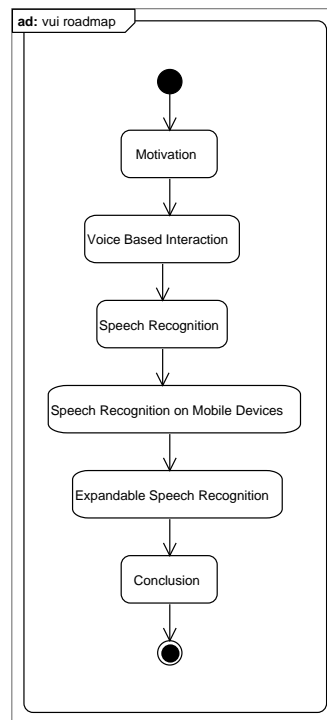 ad: vui roadmap
Motivation
Voice Based Interaction
Speech Recognition
Speech Recognition on Mobile Devices
Expandable Speech Recognition
Conclusion